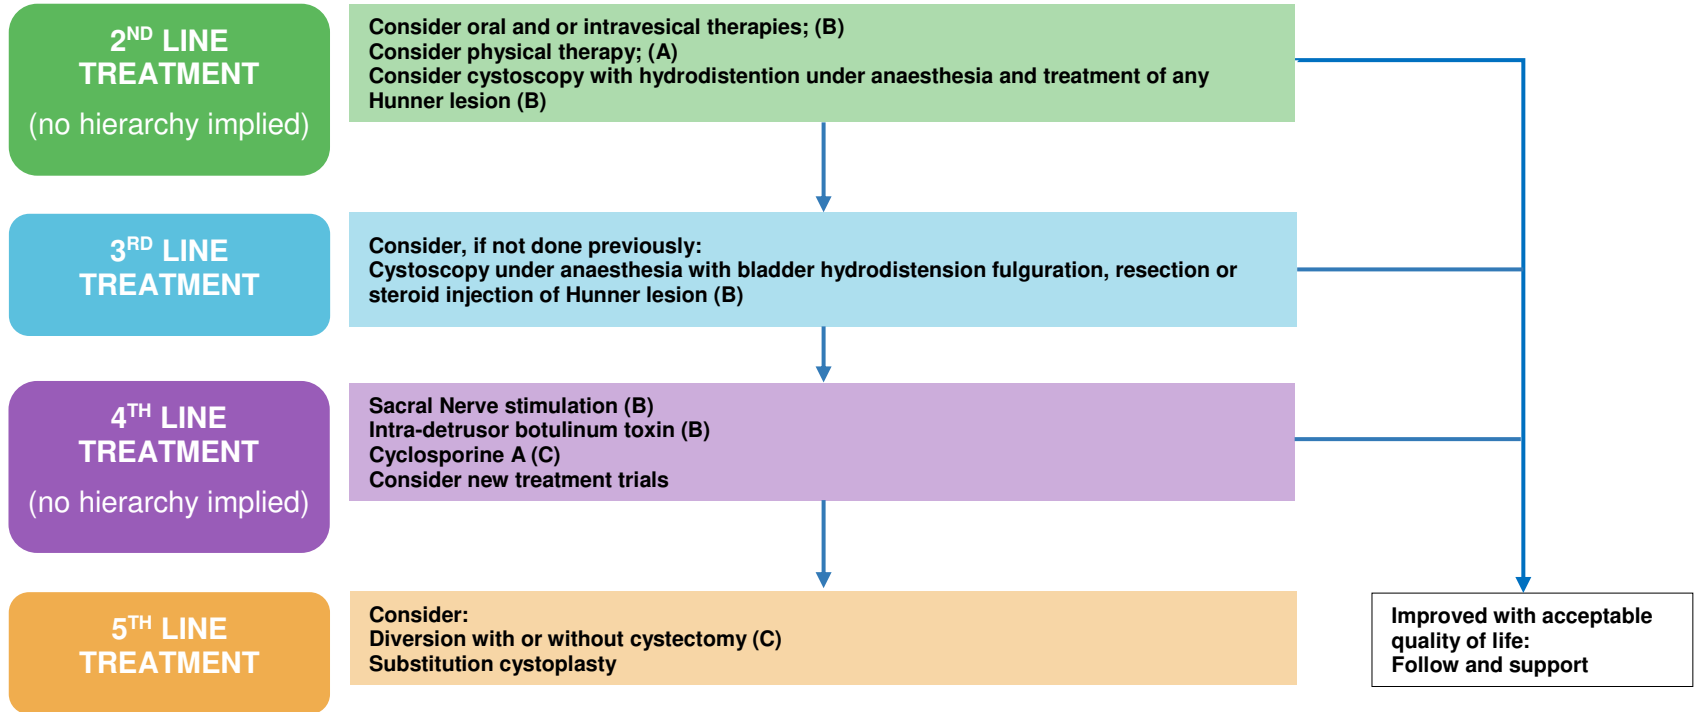 2ND LINE
TREATMENT
(no hierarchy implied)
Consider oral and or intravesical therapies; (B)
Consider physical therapy; (A)
Consider cystoscopy with hydrodistention under anaesthesia and treatment of any
Hunner lesion (B)
3RD LINE
TREATMENT
Consider, if not done previously:
Cystoscopy under anaesthesia with bladder hydrodistension fulguration, resection or
steroid injection of Hunner lesion (B)
4TH LINE
TREATMENT
(no hierarchy implied)
Sacral Nerve stimulation (B)
Intra-detrusor botulinum toxin (B)
Cyclosporine A (C)
Consider new treatment trials
5TH LINE
TREATMENT
Consider:
Diversion with or without cystectomy (C)
Substitution cystoplasty
Improved with acceptable
quality of life:
Follow and support